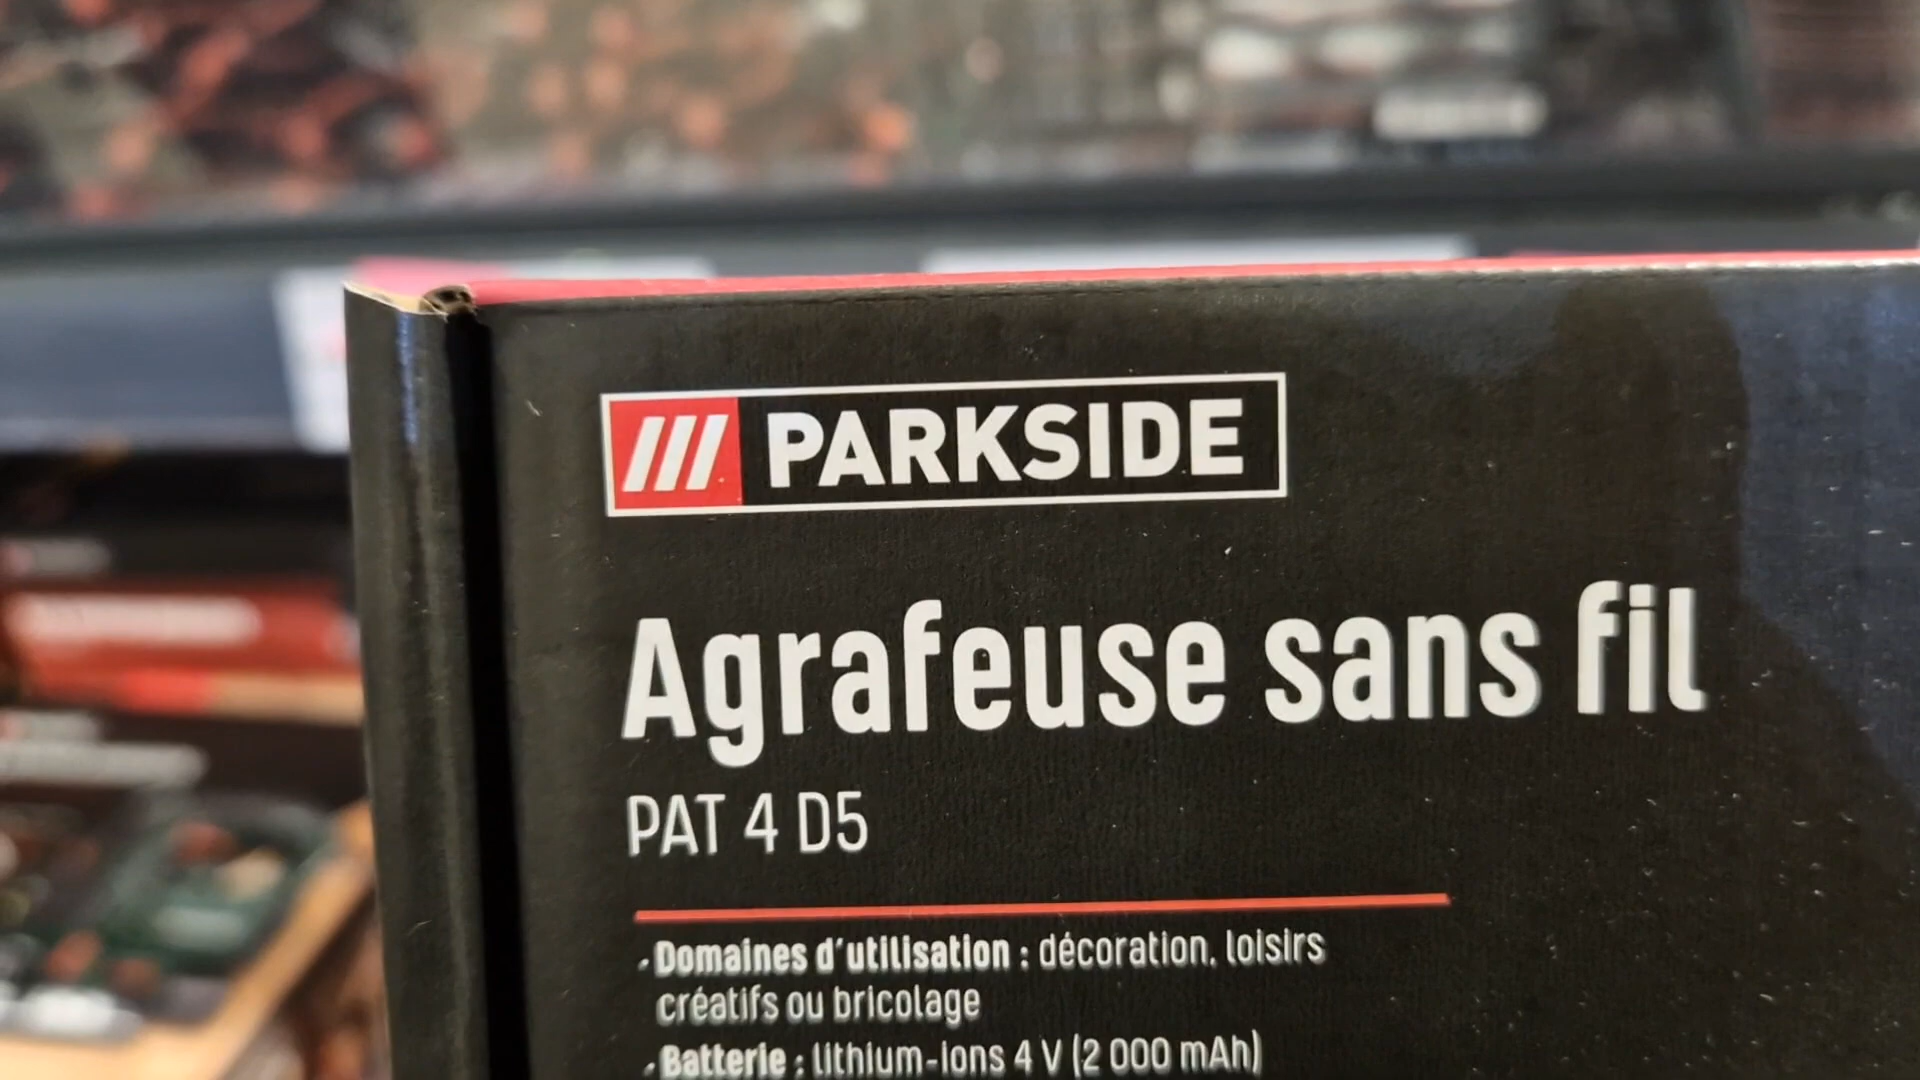 PARKSIDE
Agrafeuse sans fil
PAT 4 D5
· Domaines d'utilisation : décoration, loisirs
créatifs ou bricolage
· Batterie : lithium-ions 4 V (2 000 mAh)